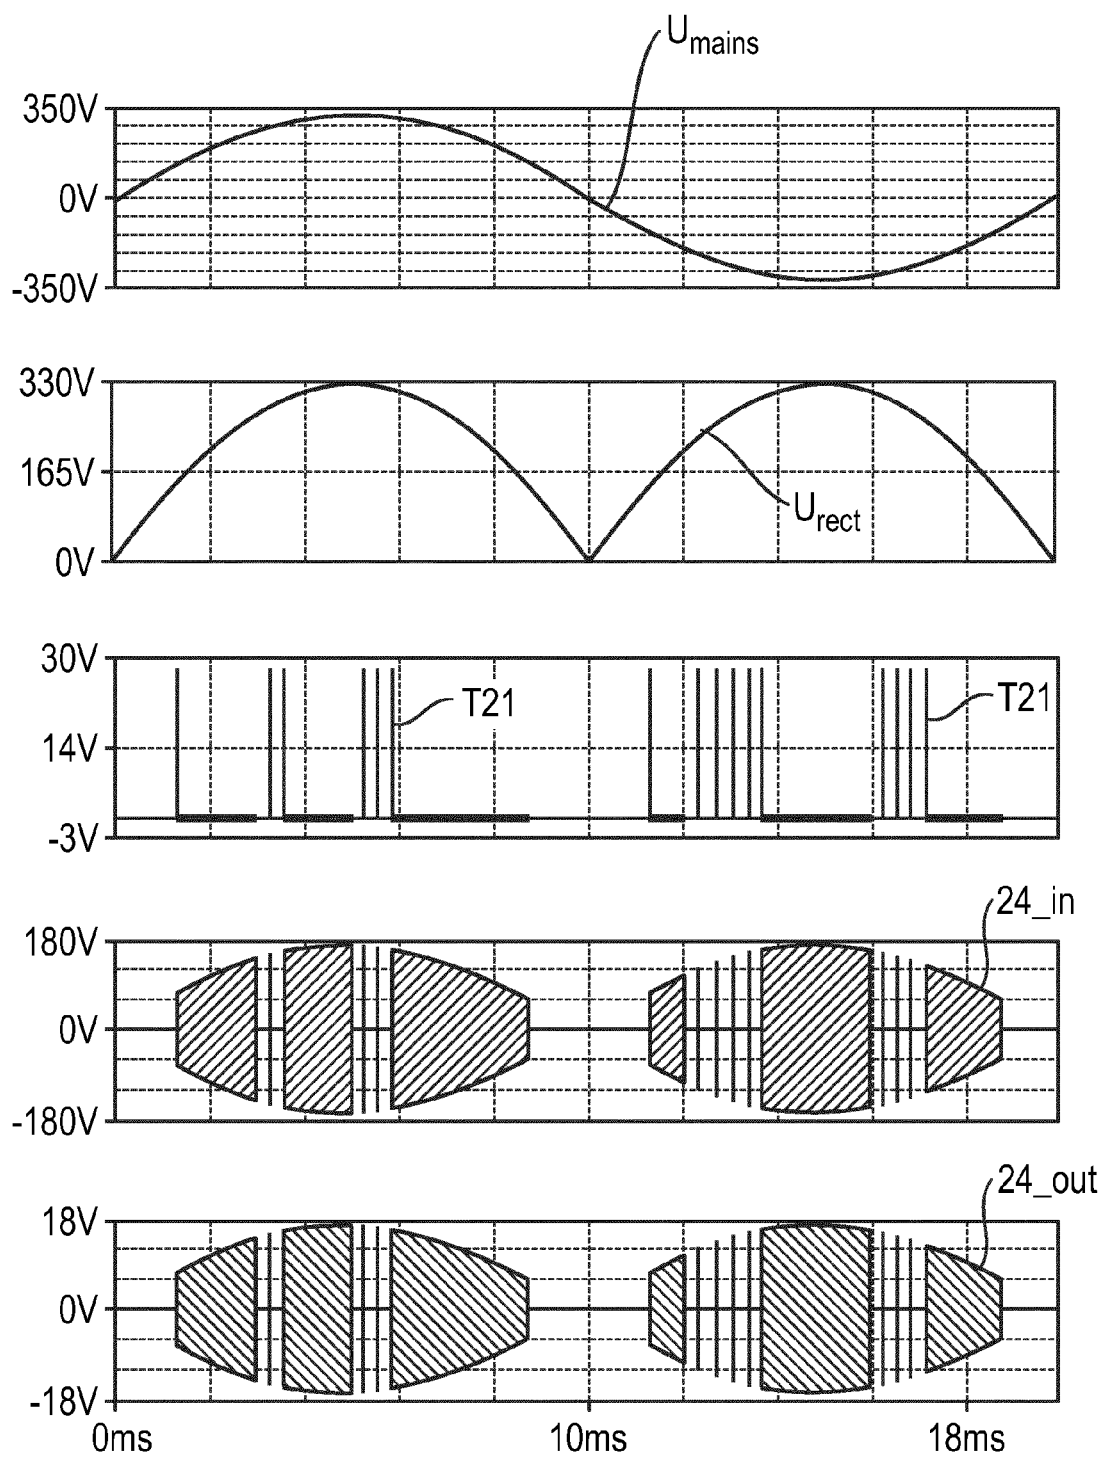 U_mains
350V
0V
-350V
330V
165V
0V
U_rect
30V
14V
-3V
T21
T21
24_in
180V
0V
-180V
24_out
18V
0V
-18V
0ms
10ms
18ms